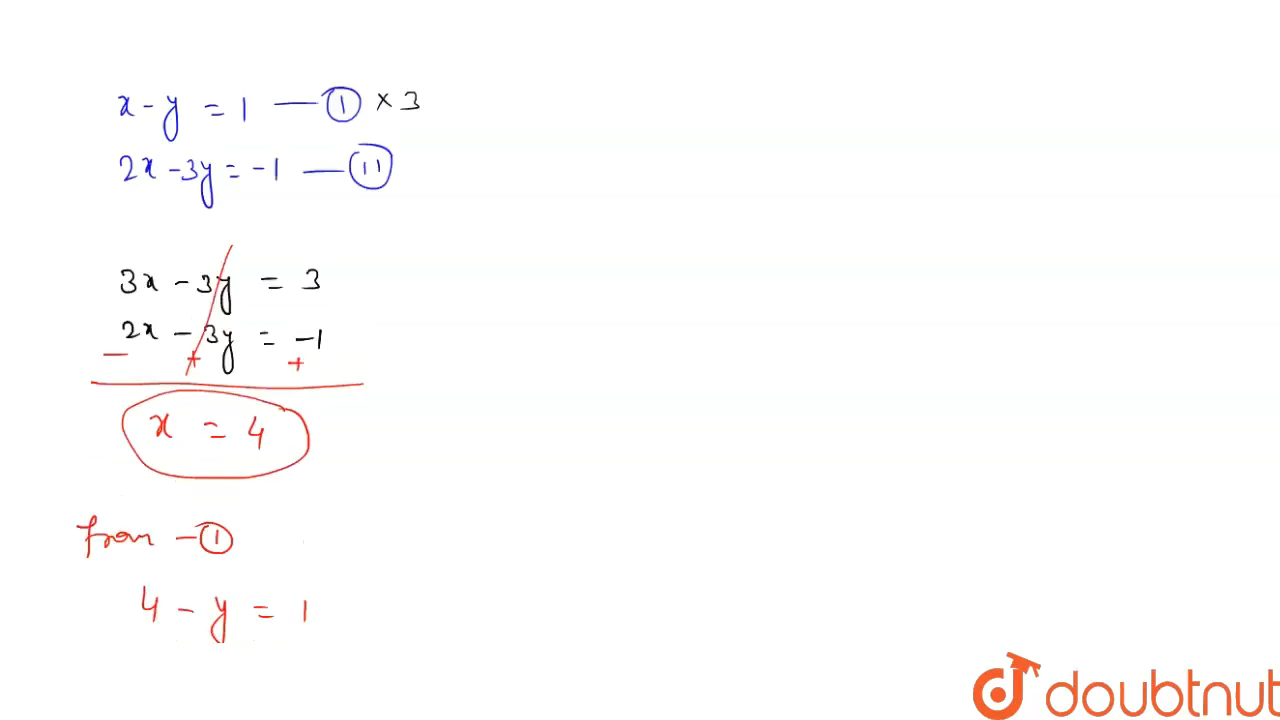 x - y = 1 — ① × 3
2x - 3y = -1 — ⑪
3x - 3y = 3
2x - 3y = -1
- + +
x = 4
from - ①
4 - y = 1
doubtnut